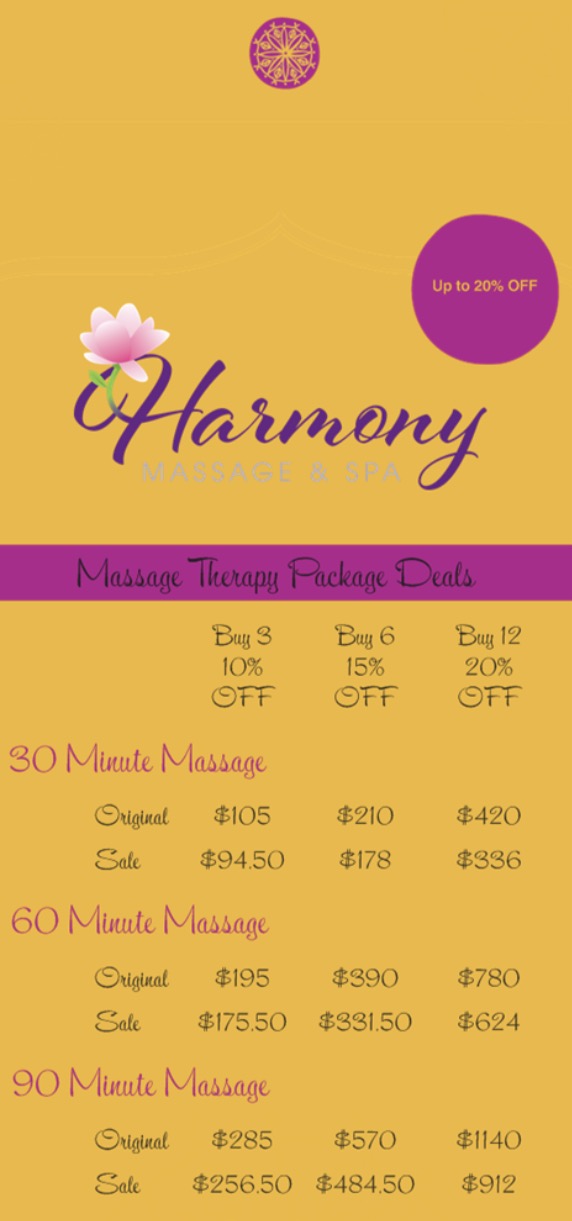 Up to 20% OFF
Harmony
MASSAGE & SPA
Massage Therapy Package Deals
Buy 3 Buy 6 Buy 12
10% 15% 20%
OFF OFF OFF
30 Minute Massage
Original $105 $210 $420
Sale $94.50 $178 $336
60 Minute Massage
Original $195 $390 $780
Sale $175.50 $331.50 $624
90 Minute Massage
Original $285 $570 $1140
Sale $256.50 $484.50 $912